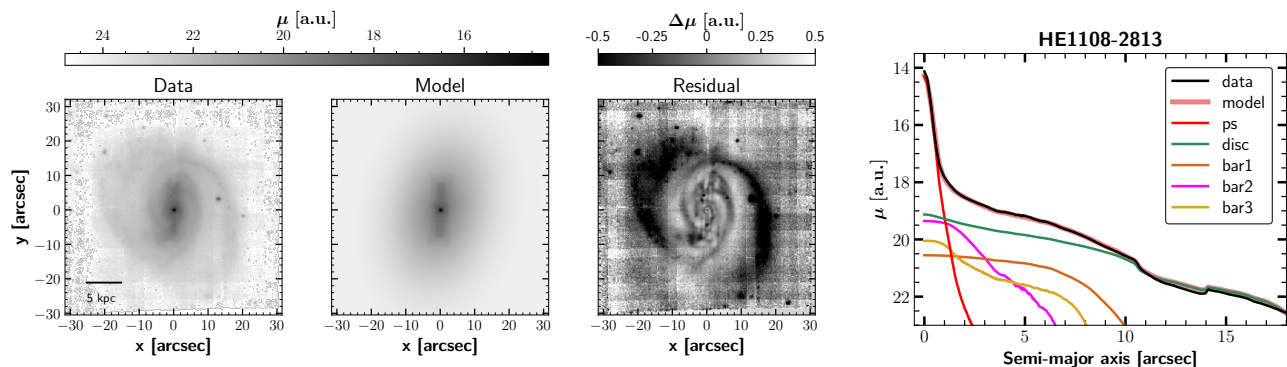 μ [a.u.]
24 22 20 18 16.5
Δμ [a.u.]
-0.5 -0.25 0 0.25 0.5
HE1108-2813
Data
Model
Residual
y [arcsec]
30
20
10
0
−10
−20
−30
5 kpc
−30 −20 −10 0 10 20 30
x [arcsec]
−30 −20 −10 0 10 20 30
x [arcsec]
−30 −20 −10 0 10 20 30
x [arcsec]
μ [a.u.]
14
16
18
20
22
data
model
ps
disc
bar1
bar2
bar3
0 5 10 15
Semi-major axis [arcsec]